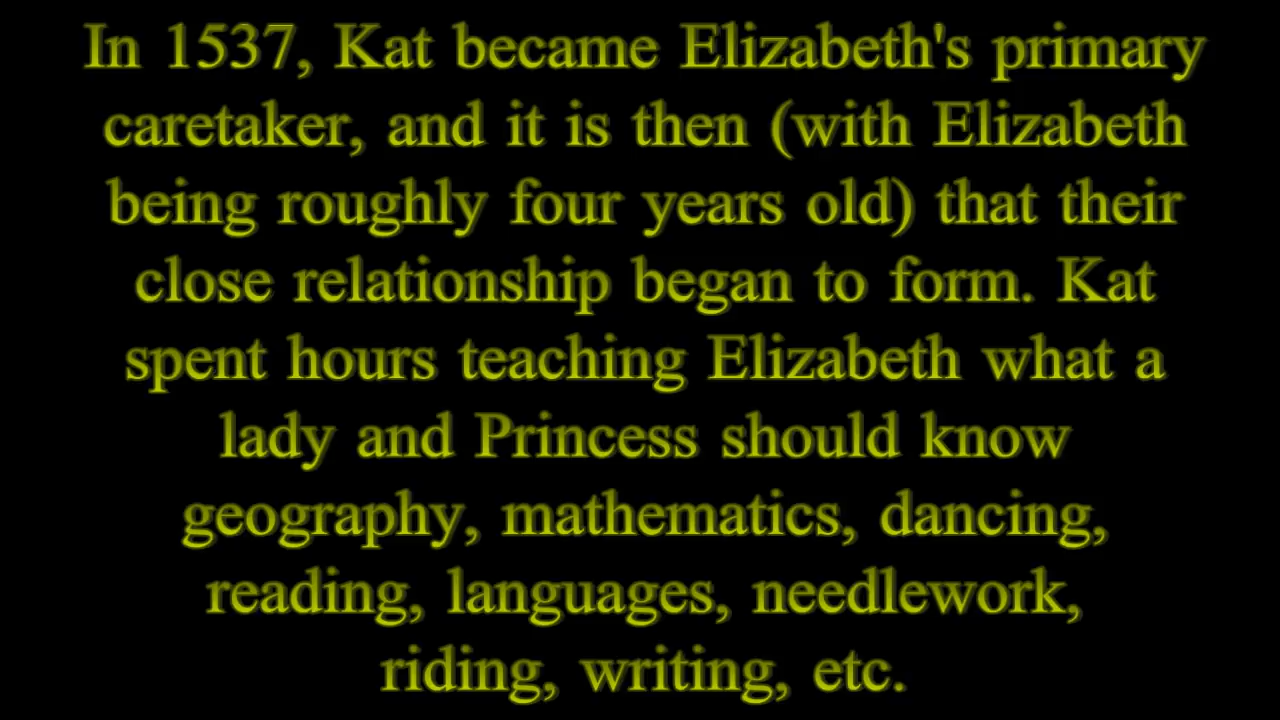 In 1537, Kat became Elizabeth's primary
caretaker, and it is then (with Elizabeth
being roughly four years old) that their
close relationship began to form. Kat
spent hours teaching Elizabeth what a
lady and Princess should know
geography, mathematics, dancing,
reading, languages, needlework,
riding, writing, etc.